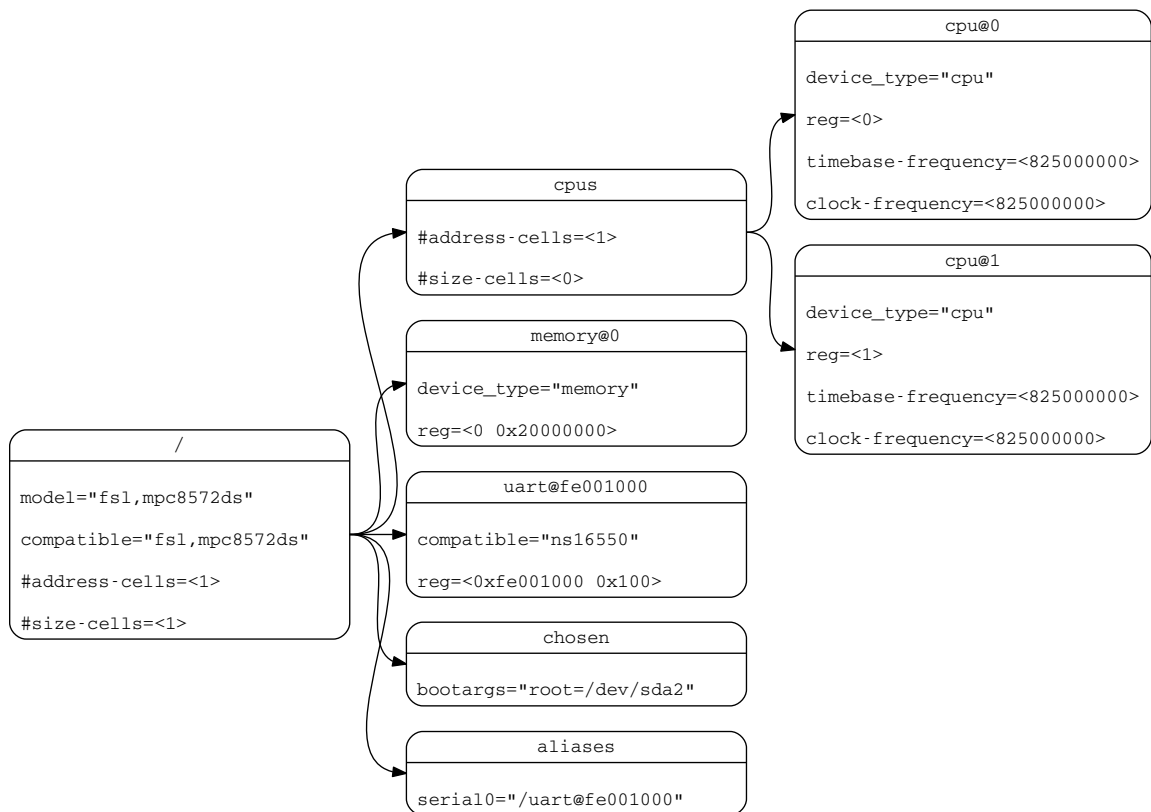 /
model="fsl,mpc8572ds"
compatible="fsl,mpc8572ds"
#address-cells=<1>
#size-cells=<1>
cpus
#address-cells=<1>
#size-cells=<0>
memory@0
device_type="memory"
reg=<0 0x20000000>
uart@fe001000
compatible="ns16550"
reg=<0xfe001000 0x100>
chosen
bootargs="root=/dev/sda2"
aliases
serial0="/uart@fe001000"
cpu@0
device_type="cpu"
reg=<0>
timebase-frequency=<825000000>
clock-frequency=<825000000>
cpu@1
device_type="cpu"
reg=<1>
timebase-frequency=<825000000>
clock-frequency=<825000000>